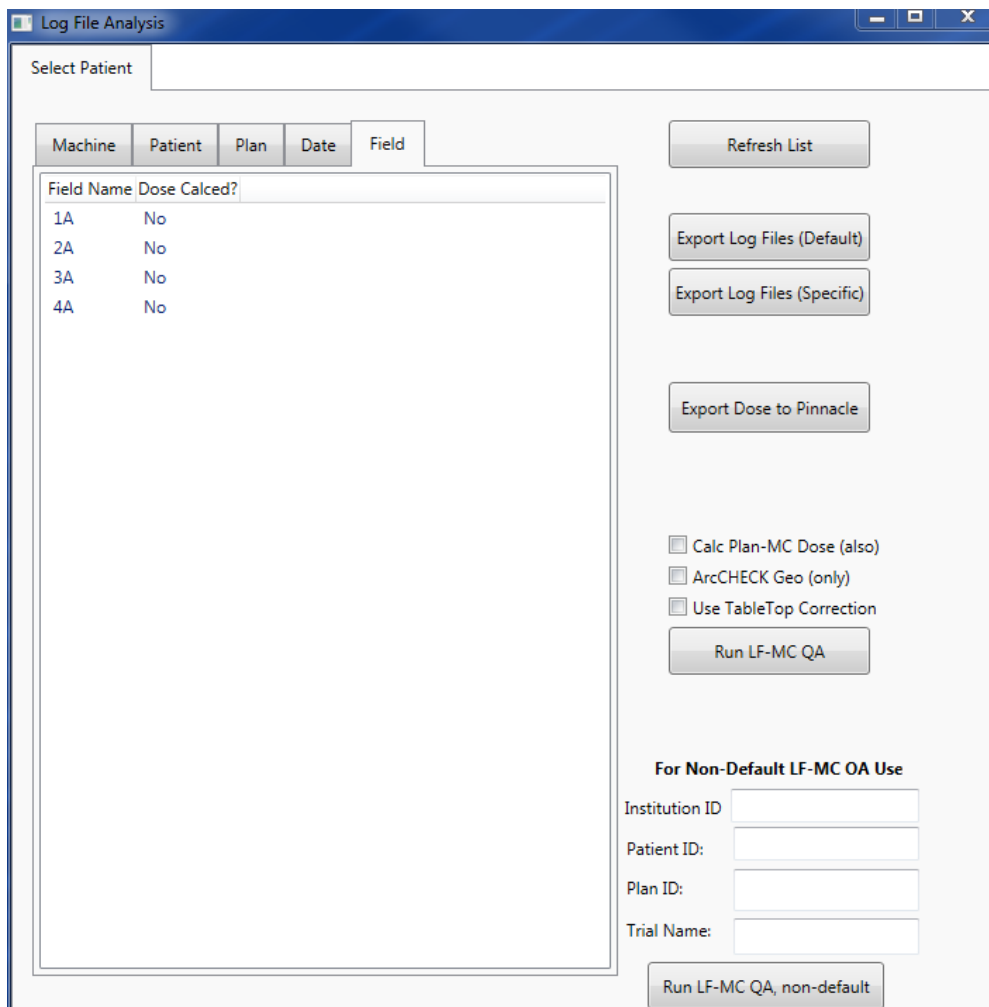 Log File Analysis
Select Patient
Machine Patient Plan Date Field
Field Name Dose Calced?
1A No
2A No
3A No
4A No
Refresh List
Export Log Files (Default)
Export Log Files (Specific)
Export Dose to Pinnacle
Calc Plan-MC Dose (also)
ArcCHECK Geo (only)
Use TableTop Correction
Run LF-MC QA
For Non-Default LF-MC OA Use
Institution ID
Patient ID:
Plan ID:
Trial Name:
Run LF-MC QA, non-default